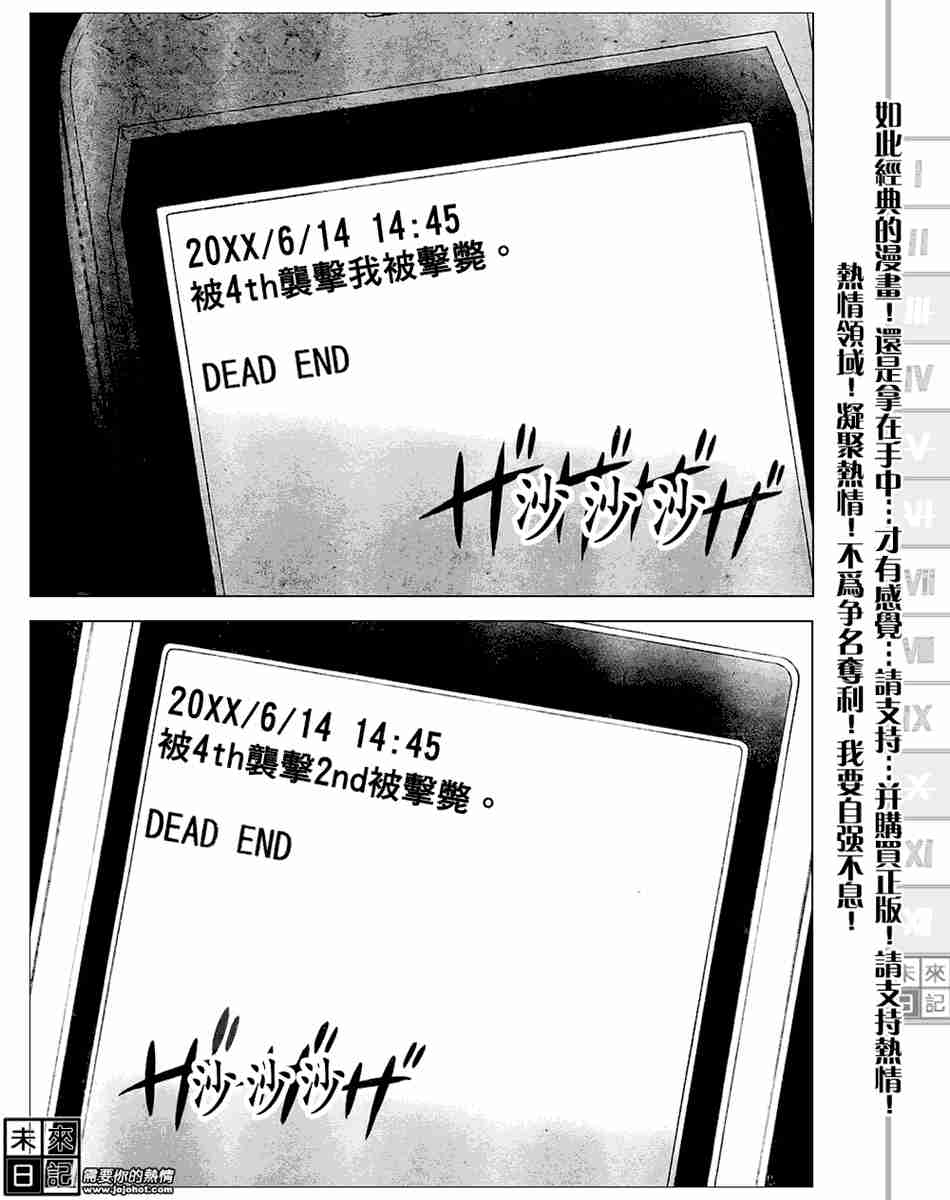 20XX/6/14 14:45
被4th襲擊我被擊斃。
DEAD END
ザザザザ
沙沙沙
20XX/6/14 14:45
被4th襲擊2nd被擊斃。
DEAD END
ザザザザ
沙沙沙
如此經典的漫畫！還是拿在手中…才有感覺…請支持…并購買正版！請支持熱情！
熱情領域！凝聚熱情！不爲争名奪利！我要自强不息！
I
II
III
IV
V
VI
VII
VIII
IX
X
XI
未來
日記
未來
日記
需要你的熱情
www.jojohot.com